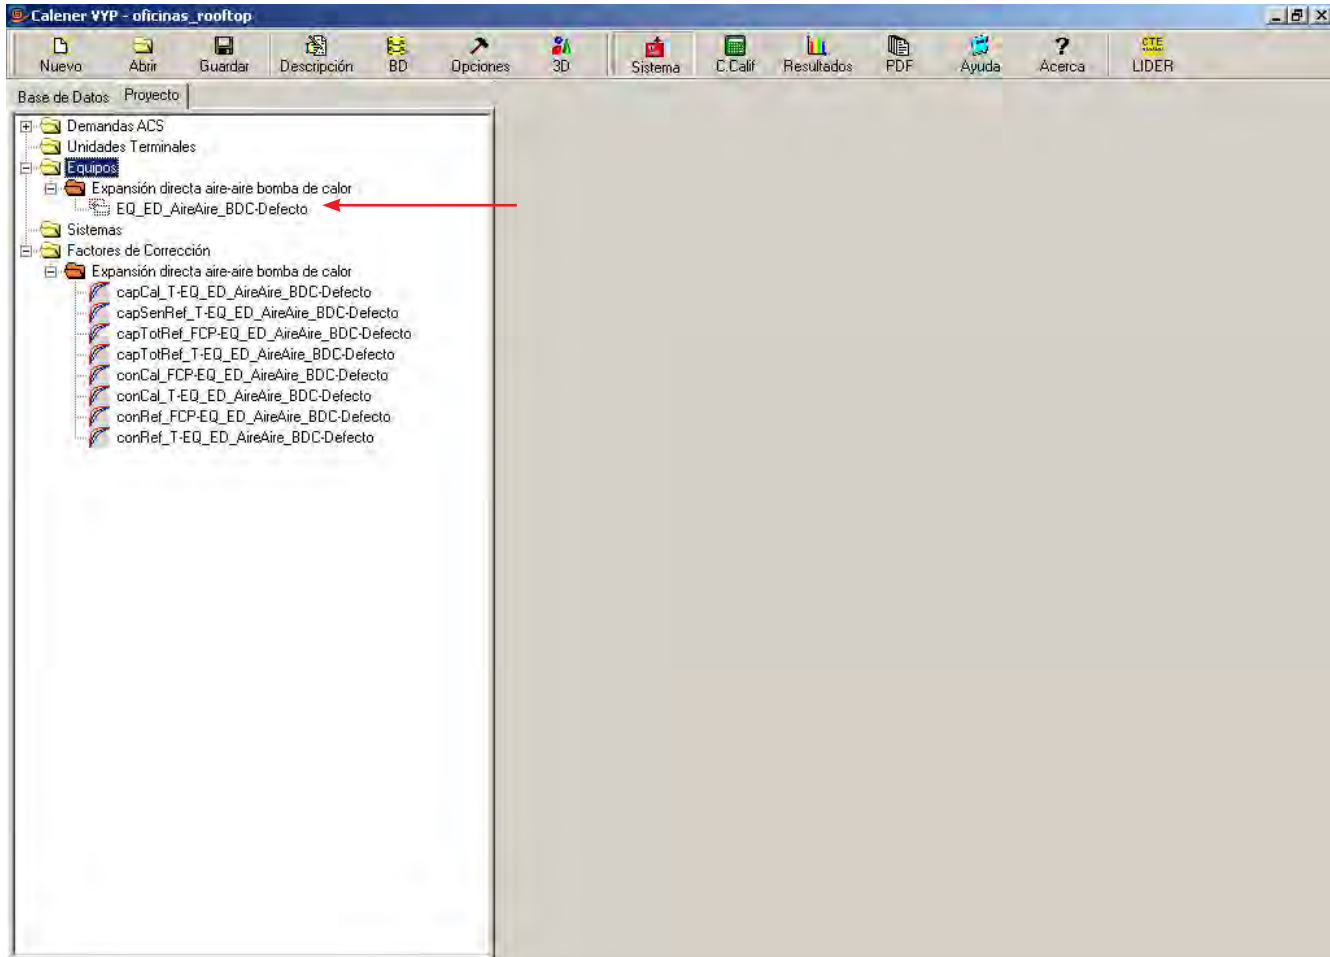 Calener VYP - oficinas_rooftop
Nuevo Abrir Guardar Descripción BD Opciones 3D Sistema C.Calif Resultados PDF Ayuda Acerca CTE LIDER
Base de Datos Proyecto
Demandas ACS
Unidades Terminales
Equipos
Expansión directa aire-aire bomba de calor
EQ_ED_AireAire_BDC-Defecto
Sistemas
Factores de Corrección
Expansión directa aire-aire bomba de calor
capCal_T-EQ_ED_AireAire_BDC-Defecto
capSenRef_T-EQ_ED_AireAire_BDC-Defecto
capTotRef_FCP-EQ_ED_AireAire_BDC-Defecto
capTotRef_T-EQ_ED_AireAire_BDC-Defecto
conCal_FCP-EQ_ED_AireAire_BDC-Defecto
conCal_T-EQ_ED_AireAire_BDC-Defecto
conRef_FCP-EQ_ED_AireAire_BDC-Defecto
conRef_T-EQ_ED_AireAire_BDC-Defecto